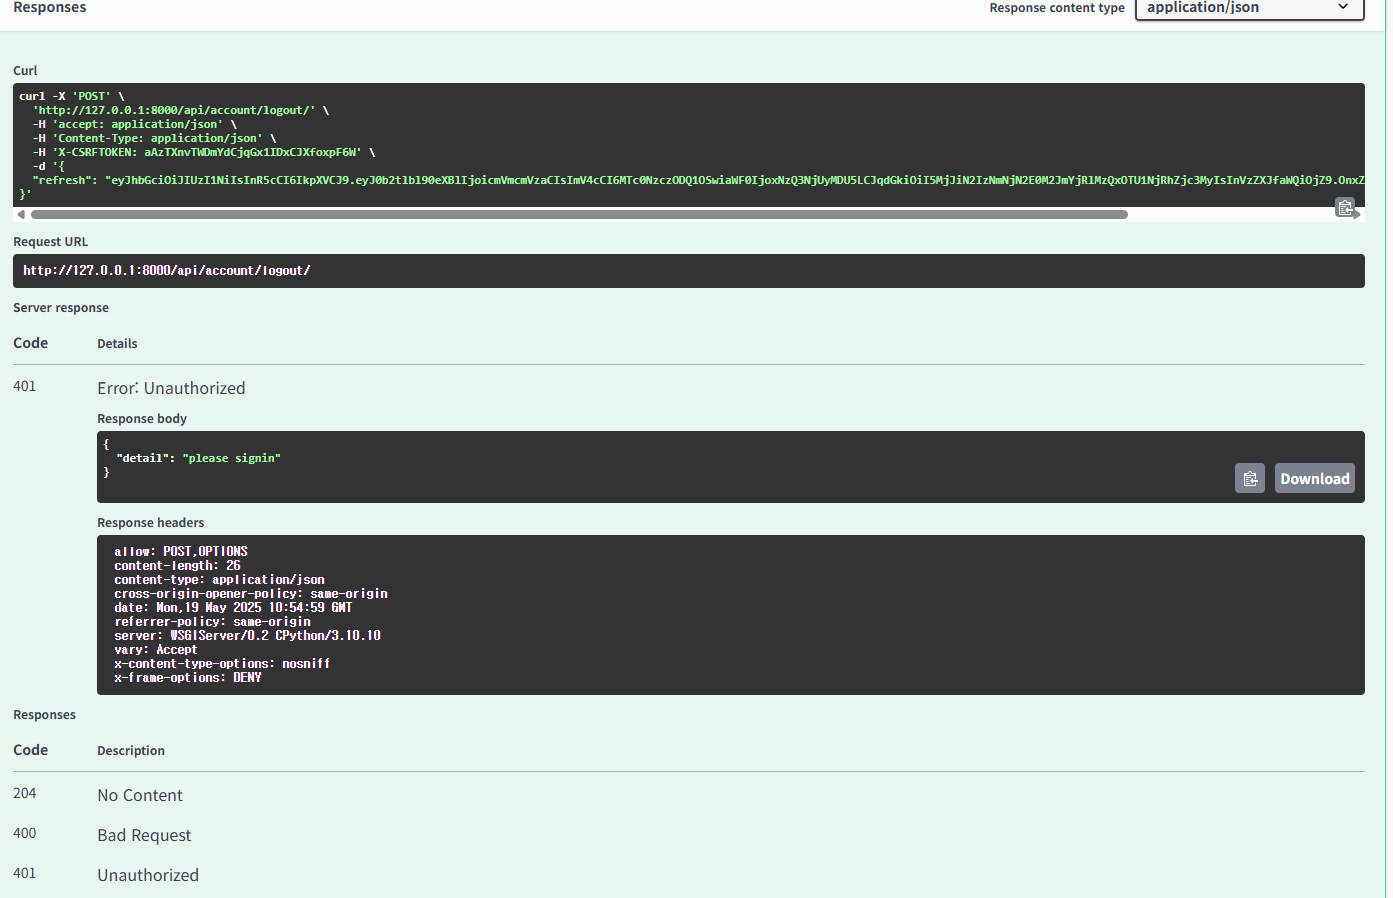 Responses
Response content type
application/json
Curl
curl -X 'POST' \
'http://127.0.0.1:8000/api/account/logout/' \
-H 'accept: application/json' \
-H 'Content-Type: application/json' \
-H 'X-CSRFTOKEN: aAzTXnvTWDmYdCjqGx1IDxCJXfoxpF6W' \
-d '{
"refresh":
}'
Request URL
http://127.0.0.1:8000/api/account/logout/
Server response
Code Details
401 Error: Unauthorized
Response body
{
"detail": "please signin"
}
Download
Response headers
allow: POST,OPTIONS
content-length: 26
content-type: application/json
cross-origin-opener-policy: same-origin
date: Mon,19 May 2025 10:54:59 GMT
referrer-policy: same-origin
server: WSGIServer/0.2 CPython/3.10.10
vary: Accept
x-content-type-options: nosniff
x-frame-options: DENY
Responses
Code Description
204 No Content
400 Bad Request
401 Unauthorized